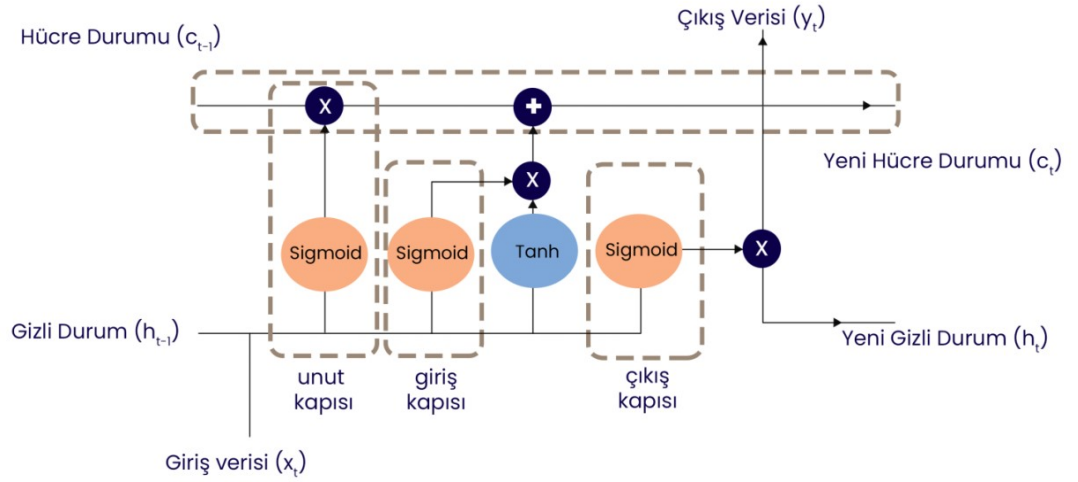 Çıkış Verisi (yₜ)
Hücre Durumu (cₜ₋₁)
X
+
Yeni Hücre Durumu (cₜ)
X
Sigmoid
Sigmoid
Tanh
Sigmoid
X
Gizli Durum (hₜ₋₁)
Yeni Gizli Durum (hₜ)
unut
kapısı
giriş
kapısı
çıkış
kapısı
Giriş verisi (xₜ)